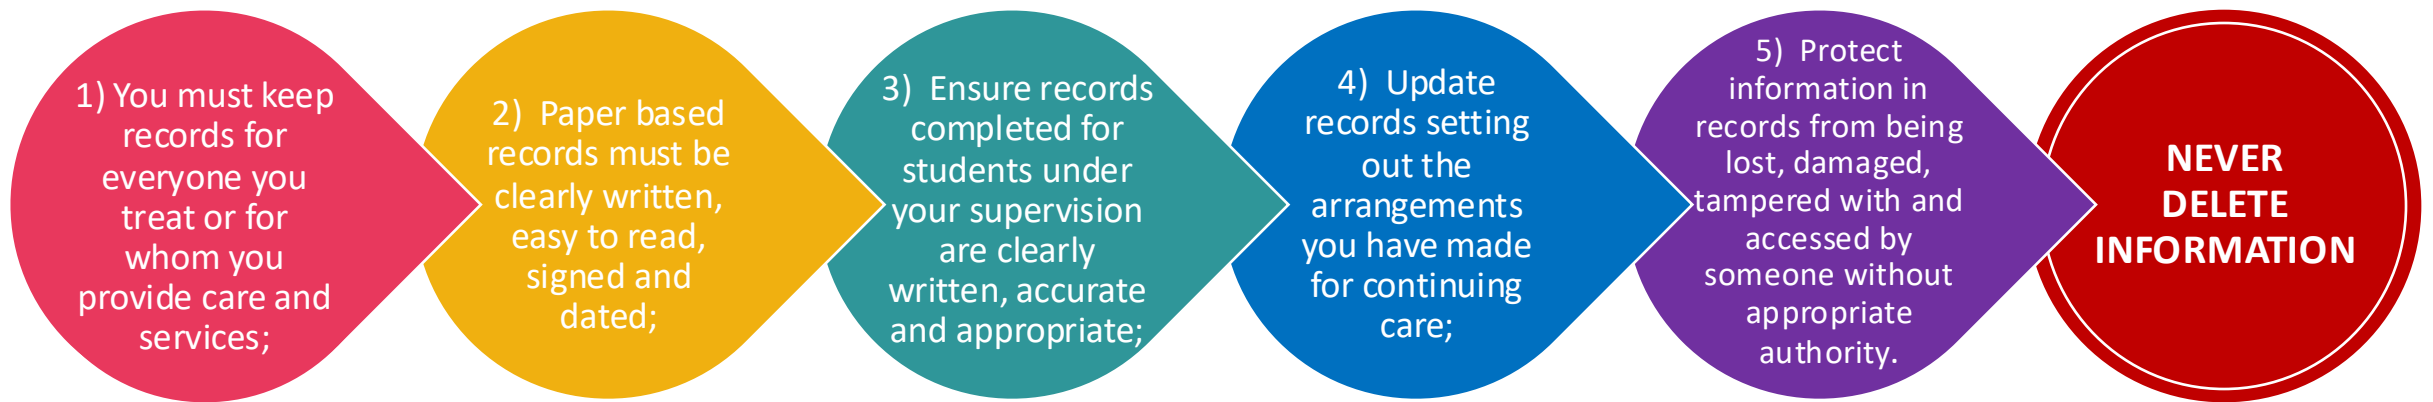 1) You must keep
records for
everyone you
treat or for
whom you
provide care and
services;
2) Paper based
records must be
clearly written,
easy to read,
signed and
dated;
3) Ensure records
completed for
students under
your supervision
are clearly
written, accurate
and appropriate;
4) Update
records setting
out the
arrangements
you have made
for continuing
care;
5) Protect
information in
records from being
lost, damaged,
tampered with and
accessed by
someone without
appropriate
authority.
NEVER
DELETE
INFORMATION